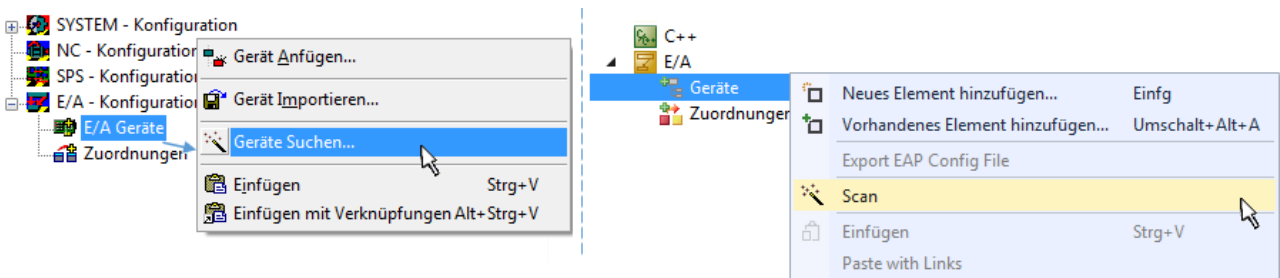 SYSTEM - Konfiguration
NC - Konfiguration
SPS - Konfiguration
E/A - Konfiguration
E/A Geräte
Zuordnungen
Gerät Anfügen...
Gerät Importieren...
Geräte Suchen...
Einfügen Strg+V
Einfügen mit Verknüpfungen Alt+Strg+V
C++
E/A
Geräte
Zuordnungen
Neues Element hinzufügen... Einfg
Vorhandenes Element hinzufügen... Umschalt+Alt+A
Export EAP Config File
Scan
Einfügen Strg+V
Paste with Links